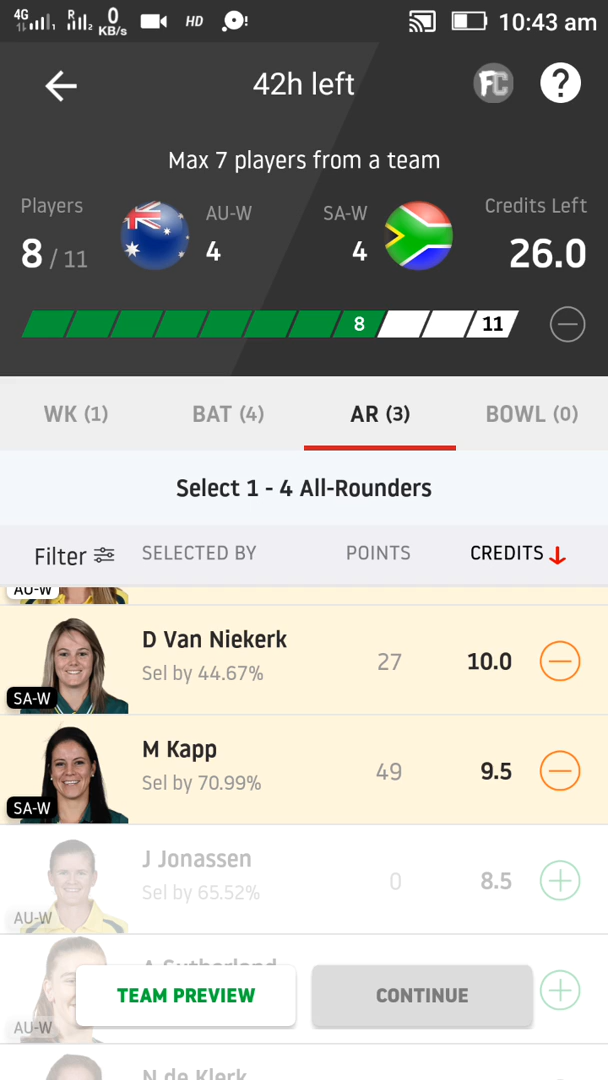 4G R 0 KB/s HD 10:43 am
42h left FC ?
Max 7 players from a team
Players AU-W SA-W Credits Left
8 / 11 4 4 26.0
8 11
WK (1) BAT (4) AR (3) BOWL (0)
Select 1 - 4 All-Rounders
Filter SELECTED BY POINTS CREDITS
AU-W
D Van Niekerk
Sel by 44.67% 27 10.0
SA-W
M Kapp
Sel by 70.99% 49 9.5
SA-W
J Jonassen
Sel by 65.52% 0 8.5
AU-W
A Sutherland
TEAM PREVIEW CONTINUE
AU-W
N de Klerk